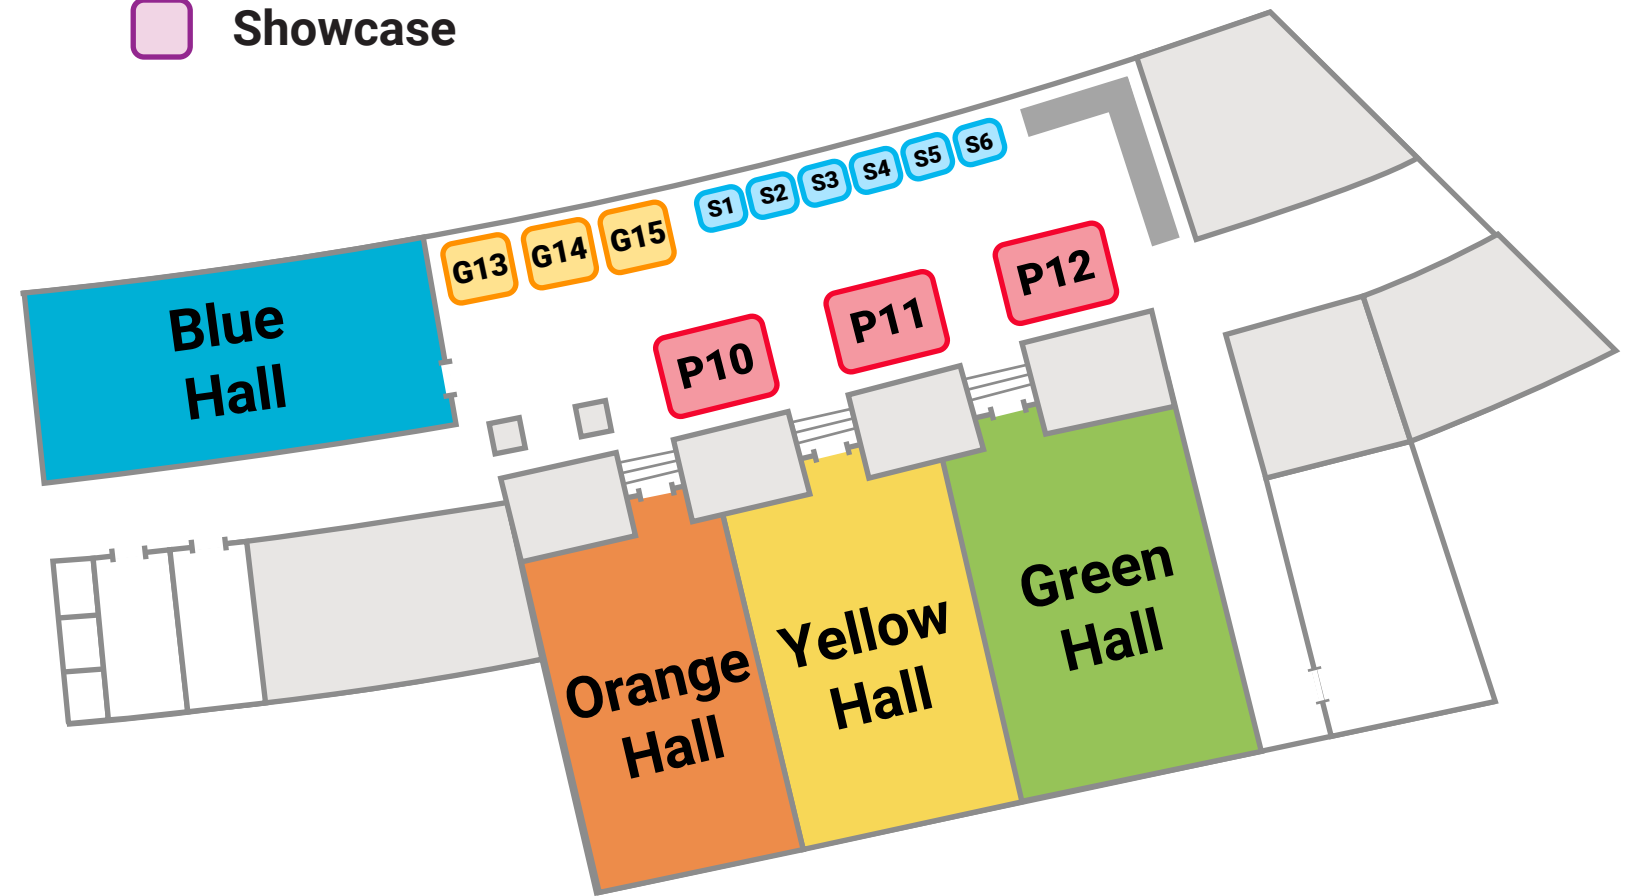 Showcase
S1
S2
S3
S4
S5
S6
G13
G14
G15
P10
P11
P12
Blue
Hall
Orange
Hall
Yellow
Hall
Green
Hall